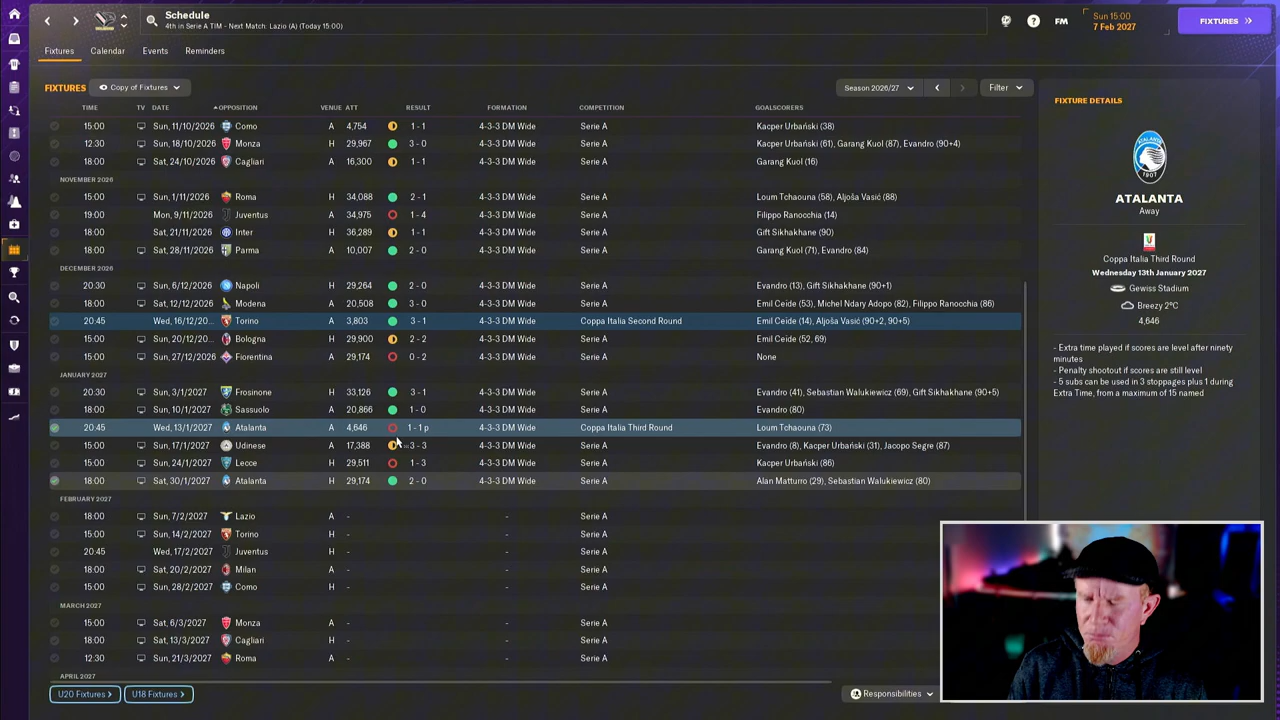 Schedule
4th in Serie A TIM - Next Match: Lazio (A) (Today 15:00)
FM
Sun 15:00
7 Feb 2027
FIXTURES
Fixtures Calendar Events Reminders
FIXTURES Copy of Fixtures Season 2026/27 Filter
TIME TV DATE OPPOSITION VENUE ATT RESULT FORMATION COMPETITION GOALSCORERS
15:00 Sun, 11/10/2026 Como A 4,754 1 - 1 4-3-3 DM Wide Serie A Kacper Urbański (38)
12:30 Sun, 18/10/2026 Monza H 29,967 3 - 0 4-3-3 DM Wide Serie A Kacper Urbański (61), Garang Kuol (87), Evandro (90+4)
18:00 Sat, 24/10/2026 Cagliari A 16,300 1 - 1 4-3-3 DM Wide Serie A Garang Kuol (16)
NOVEMBER 2026
15:00 Sun, 1/11/2026 Roma H 34,088 2 - 1 4-3-3 DM Wide Serie A Loum Tchaouna (58), Aljoša Vasić (88)
19:00 Mon, 9/11/2026 Juventus A 34,975 1 - 4 4-3-3 DM Wide Serie A Filippo Ranocchia (14)
18:00 Sat, 21/11/2026 Inter H 36,289 1 - 1 4-3-3 DM Wide Serie A Gift Sikhakhane (90)
18:00 Sat, 28/11/2026 Parma A 10,007 2 - 0 4-3-3 DM Wide Serie A Garang Kuol (71), Evandro (84)
DECEMBER 2026
20:30 Sun, 6/12/2026 Napoli H 29,264 2 - 0 4-3-3 DM Wide Serie A Evandro (13), Gift Sikhakhane (90+1)
18:00 Sat, 12/12/2026 Modena A 20,508 3 - 0 4-3-3 DM Wide Serie A Emil Ceide (53), Michel Ndary Adopo (82), Filippo Ranocchia (86)
20:45 Wed, 16/12/20... Torino A 3,803 3 - 1 4-3-3 DM Wide Coppa Italia Second Round Emil Ceide (14), Aljoša Vasić (90+2, 90+5)
15:00 Sun, 20/12/20... Bologna H 29,900 2 - 2 4-3-3 DM Wide Serie A Emil Ceide (52, 69)
15:00 Sun, 27/12/2026 Fiorentina A 29,174 0 - 2 4-3-3 DM Wide Serie A None
JANUARY 2027
20:30 Sun, 3/1/2027 Frosinone H 33,126 3 - 1 4-3-3 DM Wide Serie A Evandro (41), Sebastian Walukiewicz (69), Gift Sikhakhane (90+5)
18:00 Sun, 10/1/2027 Sassuolo A 20,866 1 - 0 4-3-3 DM Wide Serie A Evandro (80)
20:45 Wed, 13/1/2027 Atalanta A 4,646 1 - 1 p 4-3-3 DM Wide Coppa Italia Third Round Loum Tchaouna (73)
15:00 Sun, 17/1/2027 Udinese A 17,388 3 - 3 4-3-3 DM Wide Serie A Evandro (8), Kacper Urbański (31), Jacopo Segre (87)
15:00 Sun, 24/1/2027 Lecce H 29,511 1 - 3 4-3-3 DM Wide Serie A Kacper Urbański (86)
18:00 Sat, 30/1/2027 Atalanta H 29,174 2 - 0 4-3-3 DM Wide Serie A Alan Matturro (29), Sebastian Walukiewicz (80)
FEBRUARY 2027
18:00 Sun, 7/2/2027 Lazio A - - Serie A
15:00 Sun, 14/2/2027 Torino H - - Serie A
20:45 Wed, 17/2/2027 Juventus H - - Serie A
18:00 Sat, 20/2/2027 Milan A - - Serie A
15:00 Sun, 28/2/2027 Como H - - Serie A
MARCH 2027
15:00 Sat, 6/3/2027 Monza A - - Serie A
18:00 Sat, 13/3/2027 Cagliari H - - Serie A
12:30 Sun, 21/3/2027 Roma A - - Serie A
APRIL 2027
U20 Fixtures > U18 Fixtures > Responsibilities
FIXTURE DETAILS
ATALANTA
Away
Coppa Italia Third Round
Wednesday 13th January 2027
Gewiss Stadium
Breezy 2°C
4,646
- Extra time played if scores are level after ninety
minutes
- Penalty shootout if scores are still level
- 5 subs can be used in 3 stoppages plus 1 during
Extra Time, from a maximum of 15 named